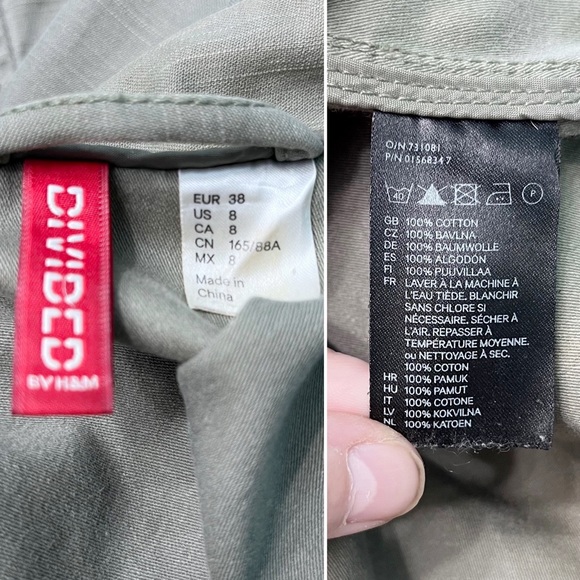 DIVIDED
BY H&M
EUR 38
US 8
CA 8
CN 165/88A
MX 8
Made in
China
O/N 731081
P/N 01568347
40
P
GB 100% COTTON
CZ 100% BAVLNA
DE 100% BAUMWOLLE
ES 100% ALGODÓN
FI 100% PUUVILLAA
FR LAVER À LA MACHINE À
L'EAU TIÈDE. BLANCHIR
SANS CHLORE SI
NÉCESSAIRE. SÉCHER À
L'AIR. REPASSER À
TEMPÉRATURE MOYENNE.
ou NETTOYAGE À SEC.
100% COTON
HR 100% PAMUK
HU 100% PAMUT
IT 100% COTONE
LV 100% KOKVILNA
NL 100% KATOEN